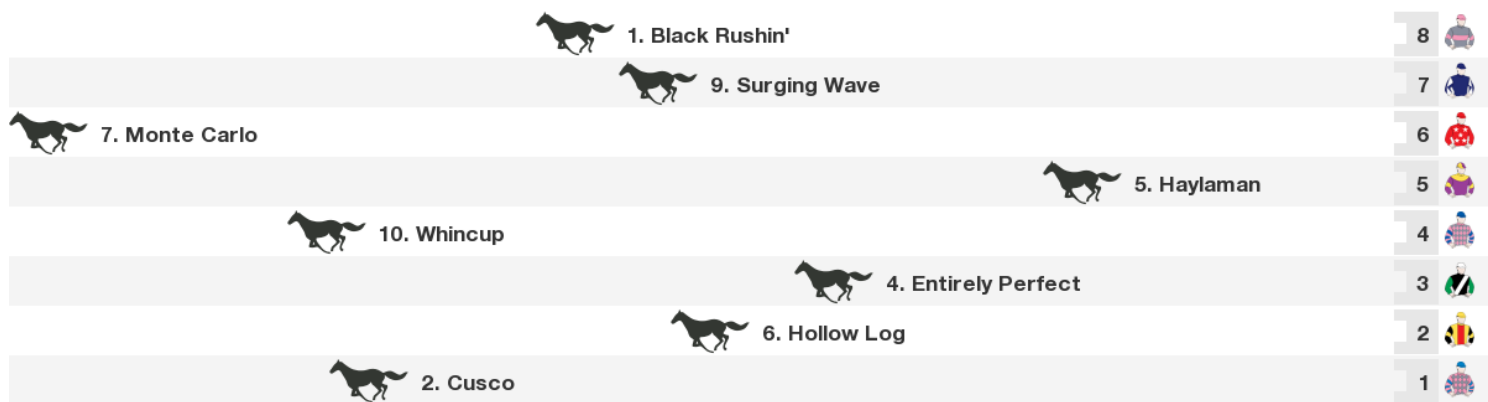 1. Black Rushin' 8
9. Surging Wave 7
7. Monte Carlo 6
5. Haylaman 5
10. Whincup 4
4. Entirely Perfect 3
6. Hollow Log 2
2. Cusco 1